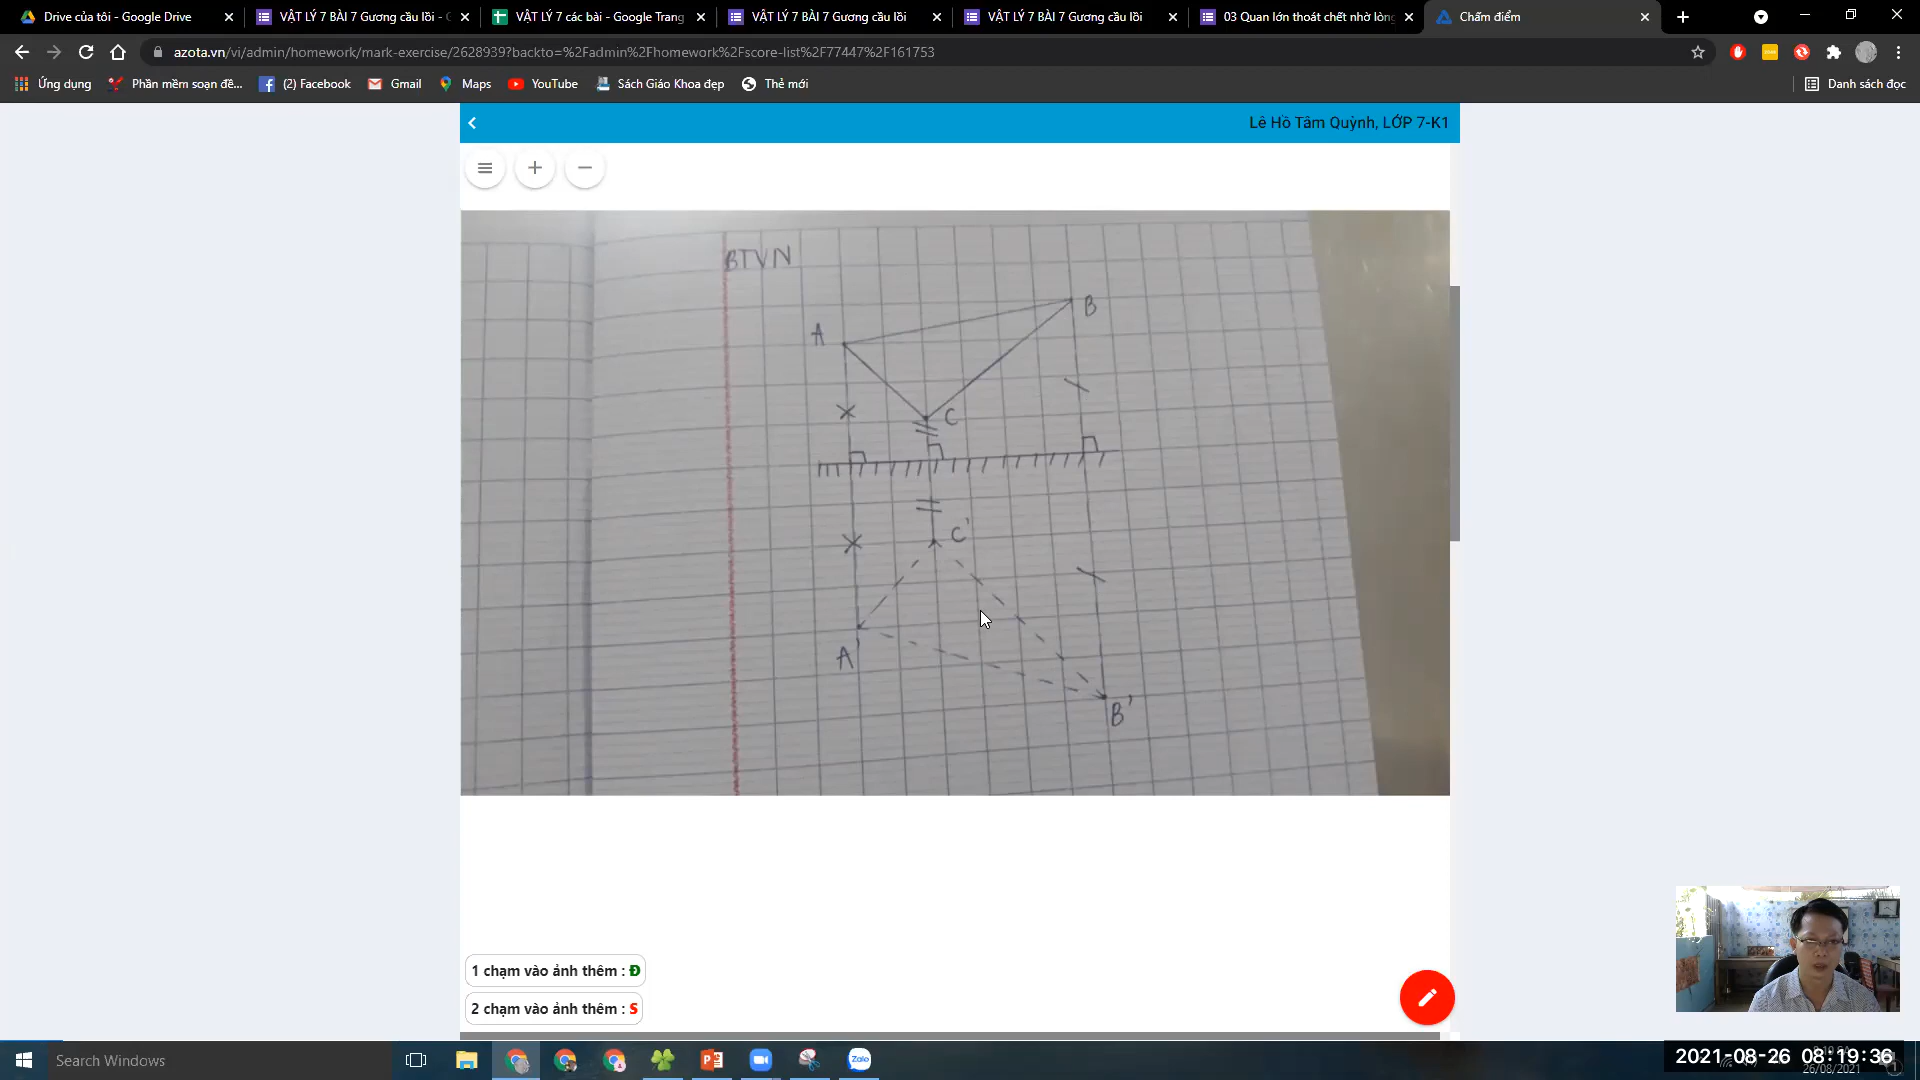 Drive của tôi - Google Drive
VẬT LÝ 7 BÀI 7 Gương cầu lồi -
VẬT LÝ 7 các bài - Google Trang
VẬT LÝ 7 BÀI 7 Gương cầu lồi
VẬT LÝ 7 BÀI 7 Gương cầu lồi
03 Quan lớn thoát chết nhờ lòng
Chấm điểm
azota.vn/vi/admin/homework/mark-exercise/2628939?backto=%2Fadmin%2Fhomework%2Fscore-list%2F77447%2F161753
Ứng dụng
Phần mềm soạn đề...
(2) Facebook
Gmail
Maps
YouTube
Sách Giáo Khoa đẹp
Thẻ mới
Danh sách đọc
Lê Hồ Tâm Quỳnh, LỚP 7-K1
BTVN
B
A
C
C'
A'
B'
1 chạm vào ảnh thêm : Đ
2 chạm vào ảnh thêm : S
Search Windows
Zalo
2021-08-26 08:19:36
26/08/2021